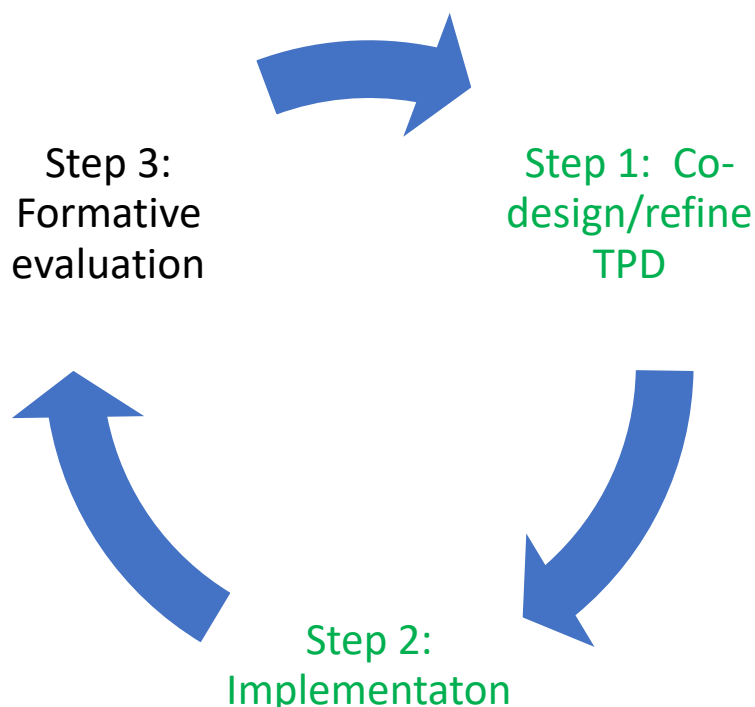 Step 3:
Formative
evaluation
Step 1:  Co-
design/refine
TPD
Step 2:
Implementaton